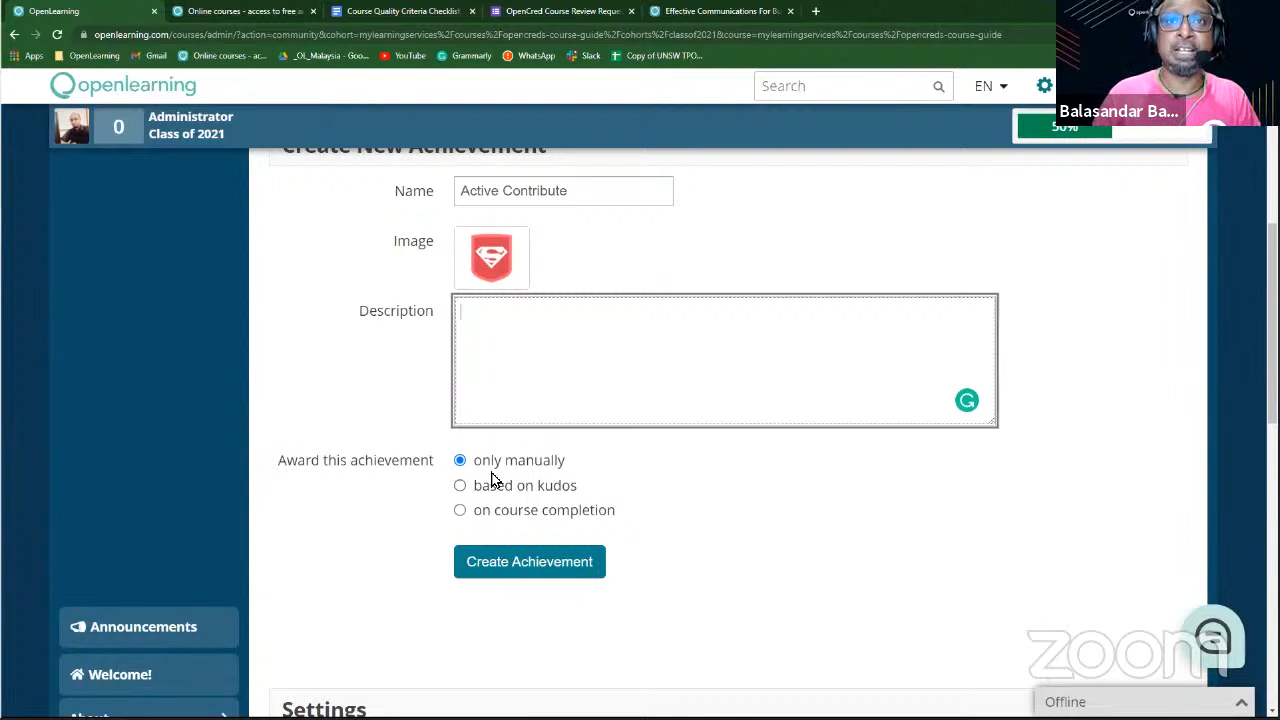 OpenLearning
Online courses - access to free a
Course Quality Criteria Checklist
OpenCred Course Review Reque
Effective Communications For B
openlearning.com/courses/admin/?action=community&cohort=mylearningservices%2Fcourses%2Fopencreds-course-guide%2Fcohorts%2Fclassof2021&course=mylearningservices%2Fcourses%2Fopencreds-course-guide
Apps
OpenLearning
Gmail
Online courses - ac...
_OL_Malaysia - Goo...
YouTube
Grammarly
WhatsApp
Slack
Copy of UNSW TPO...
openlearning
Search
EN
Balasandar Ba...
0
Administrator
Class of 2021
50%
Create New Achievement
Name
Active Contribute
Image
Description
Award this achievement
only manually
based on kudos
on course completion
Create Achievement
Announcements
Welcome!
About
Settings
zoom
Offline